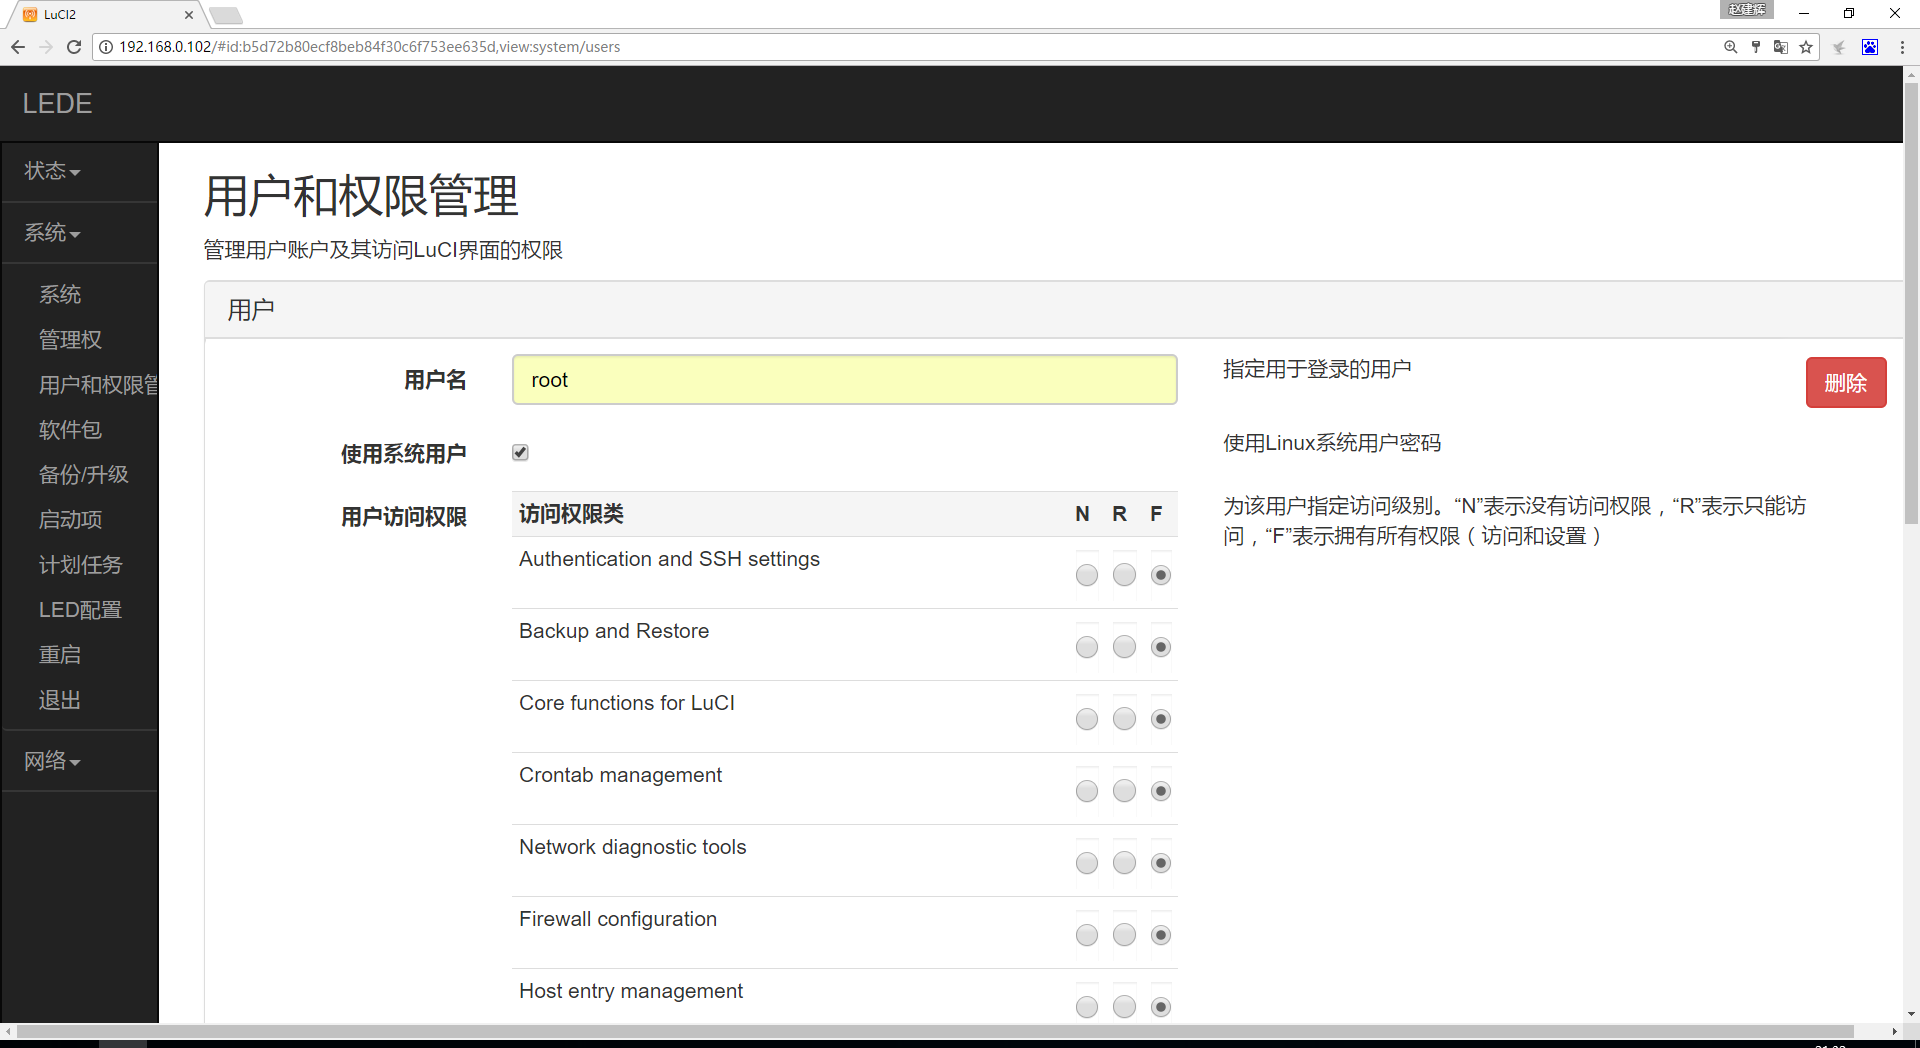 LuCI2
赵建辉
192.168.0.102/#id:b5d72b80ecf8beb84f30c6f753ee635d,view:system/users
LEDE
状态
系统
系统
管理权
用户和权限管
软件包
备份/升级
启动项
计划任务
LED配置
重启
退出
网络
用户和权限管理
管理用户账户及其访问LuCI界面的权限
用户
用户名
root
指定用于登录的用户
删除
使用系统用户
使用Linux系统用户密码
用户访问权限
访问权限类 N R F
为该用户指定访问级别。“N”表示没有访问权限，“R”表示只能访
问，“F”表示拥有所有权限（访问和设置）
Authentication and SSH settings
Backup and Restore
Core functions for LuCI
Crontab management
Network diagnostic tools
Firewall configuration
Host entry management